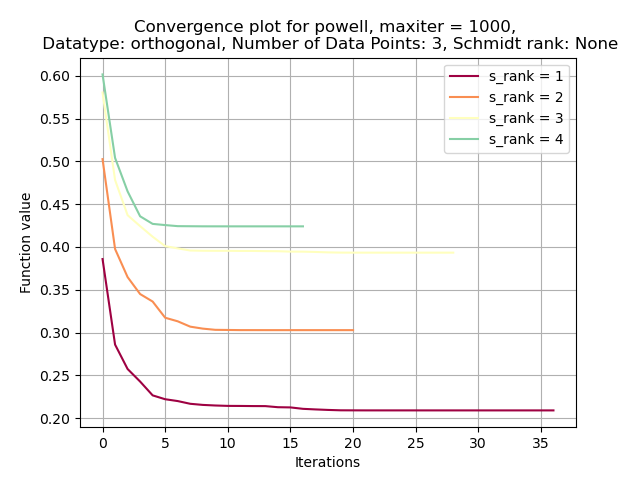 Convergence plot for powell, maxiter = 1000,
Datatype: orthogonal, Number of Data Points: 3, Schmidt rank: None
s_rank = 1
s_rank = 2
s_rank = 3
s_rank = 4
0.60
0.55
0.50
0.45
0.40
0.35
0.30
0.25
0.20
Function value
0 5 10 15 20 25 30 35
Iterations